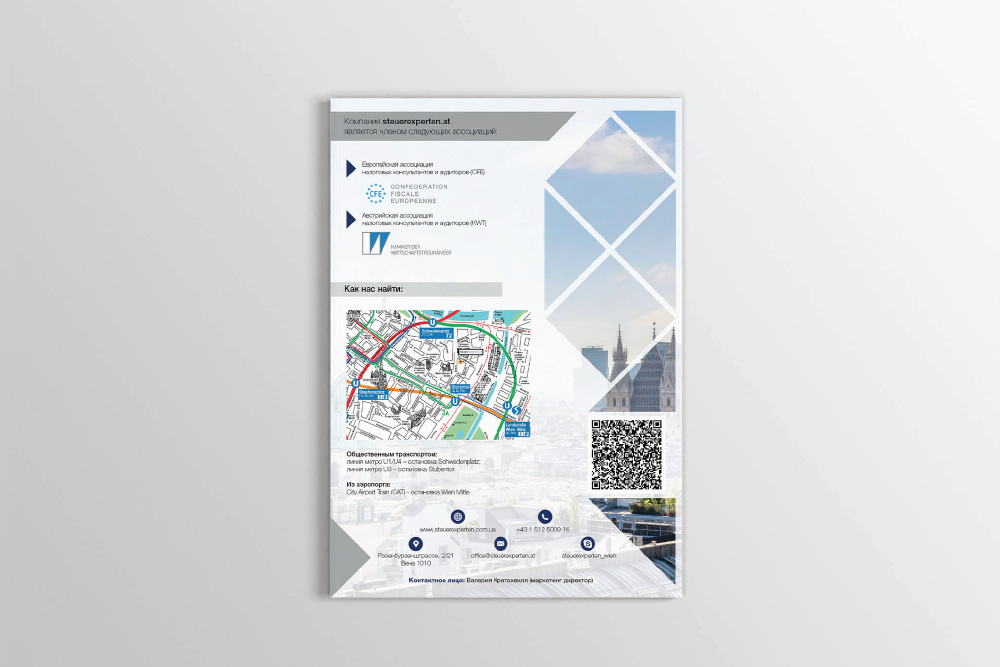 Компания steuerexperten.at
является членом следующих ассоциаций:
Европейская ассоциация
налоговых консультантов и аудиторов (CFE)
CFE
CONFEDERATION
FISCALE
EUROPEENNE
Австрийская ассоциация
налоговых консультантов и аудиторов (KWT)
KAMMER DER
WIRTSCHAFTSTREUHÄNDER
Как нас найти:
U
Schwedenplatz
U
Stephansplatz
Stubentor
U
3A
U
S
Landstraße
Wien Mitte
Общественным транспортом:
линия метро U1/U4 – остановка Schwedenplatz;
линия метро U3 – остановка Stubentor.
Из аэропорта:
City Airport Train (CAT) - остановка Wien Mitte
www.steuerexperten.com.ua
+43 1 512 5009 16
Розенбурзенштрассе, 2/21
Вена 1010
office@steuerexperten.at
steuerexperten_wien
Контактное лицо: Валерия Кратохвилл (маркетинг директор)